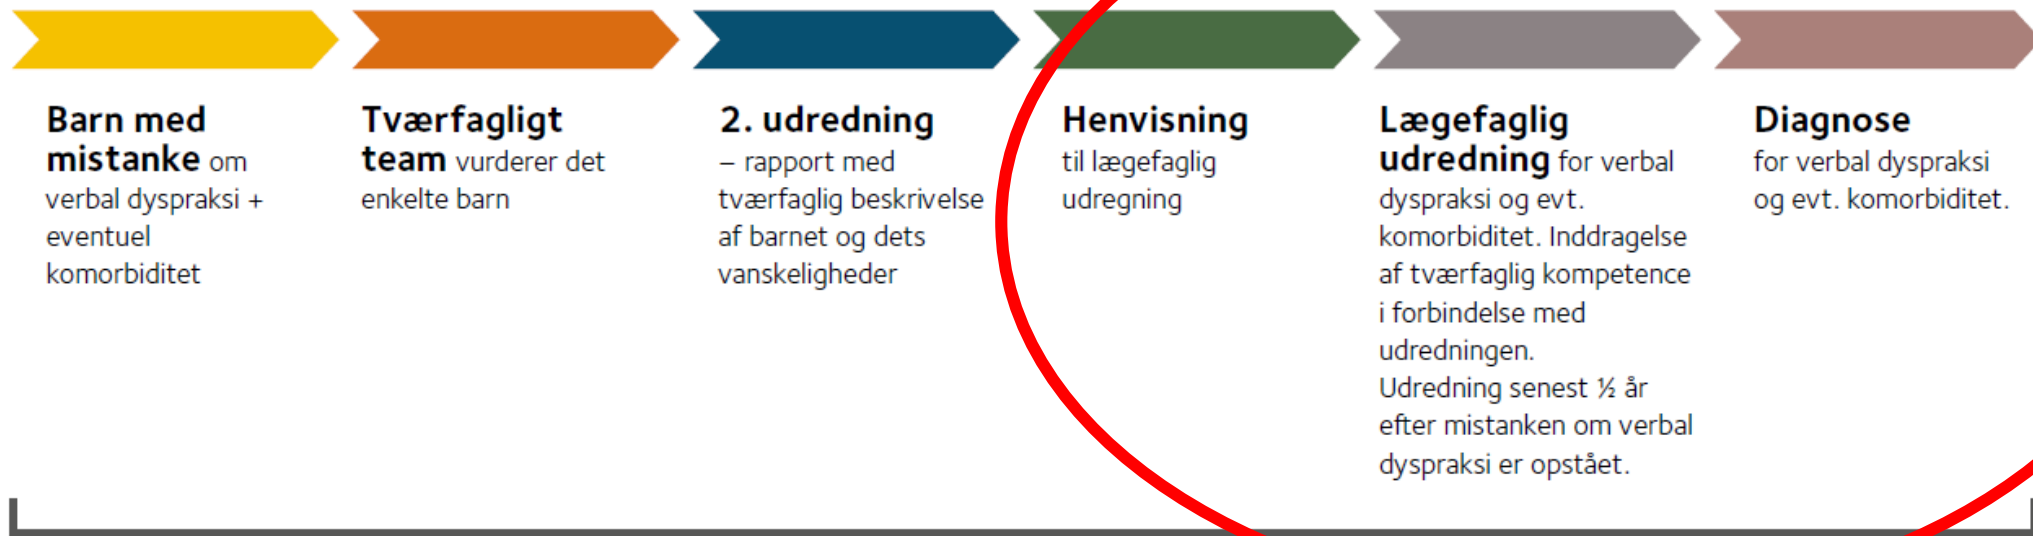 Barn med
mistanke om
verbal dyspraksi +
eventuel
komorbiditet
Tværfagligt
team vurderer det
enkelte barn
2. udredning
– rapport med
tværfaglig beskrivelse
af barnet og dets
vanskeligheder
Henvisning
til lægefaglig
udregning
Lægefaglig
udredning for verbal
dyspraksi og evt.
komorbiditet. Inddragelse
af tværfaglig kompetence
i forbindelse med
udredningen.
Udredning senest ½ år
efter mistanken om verbal
dyspraksi er opstået.
Diagnose
for verbal dyspraksi
og evt. komorbiditet.